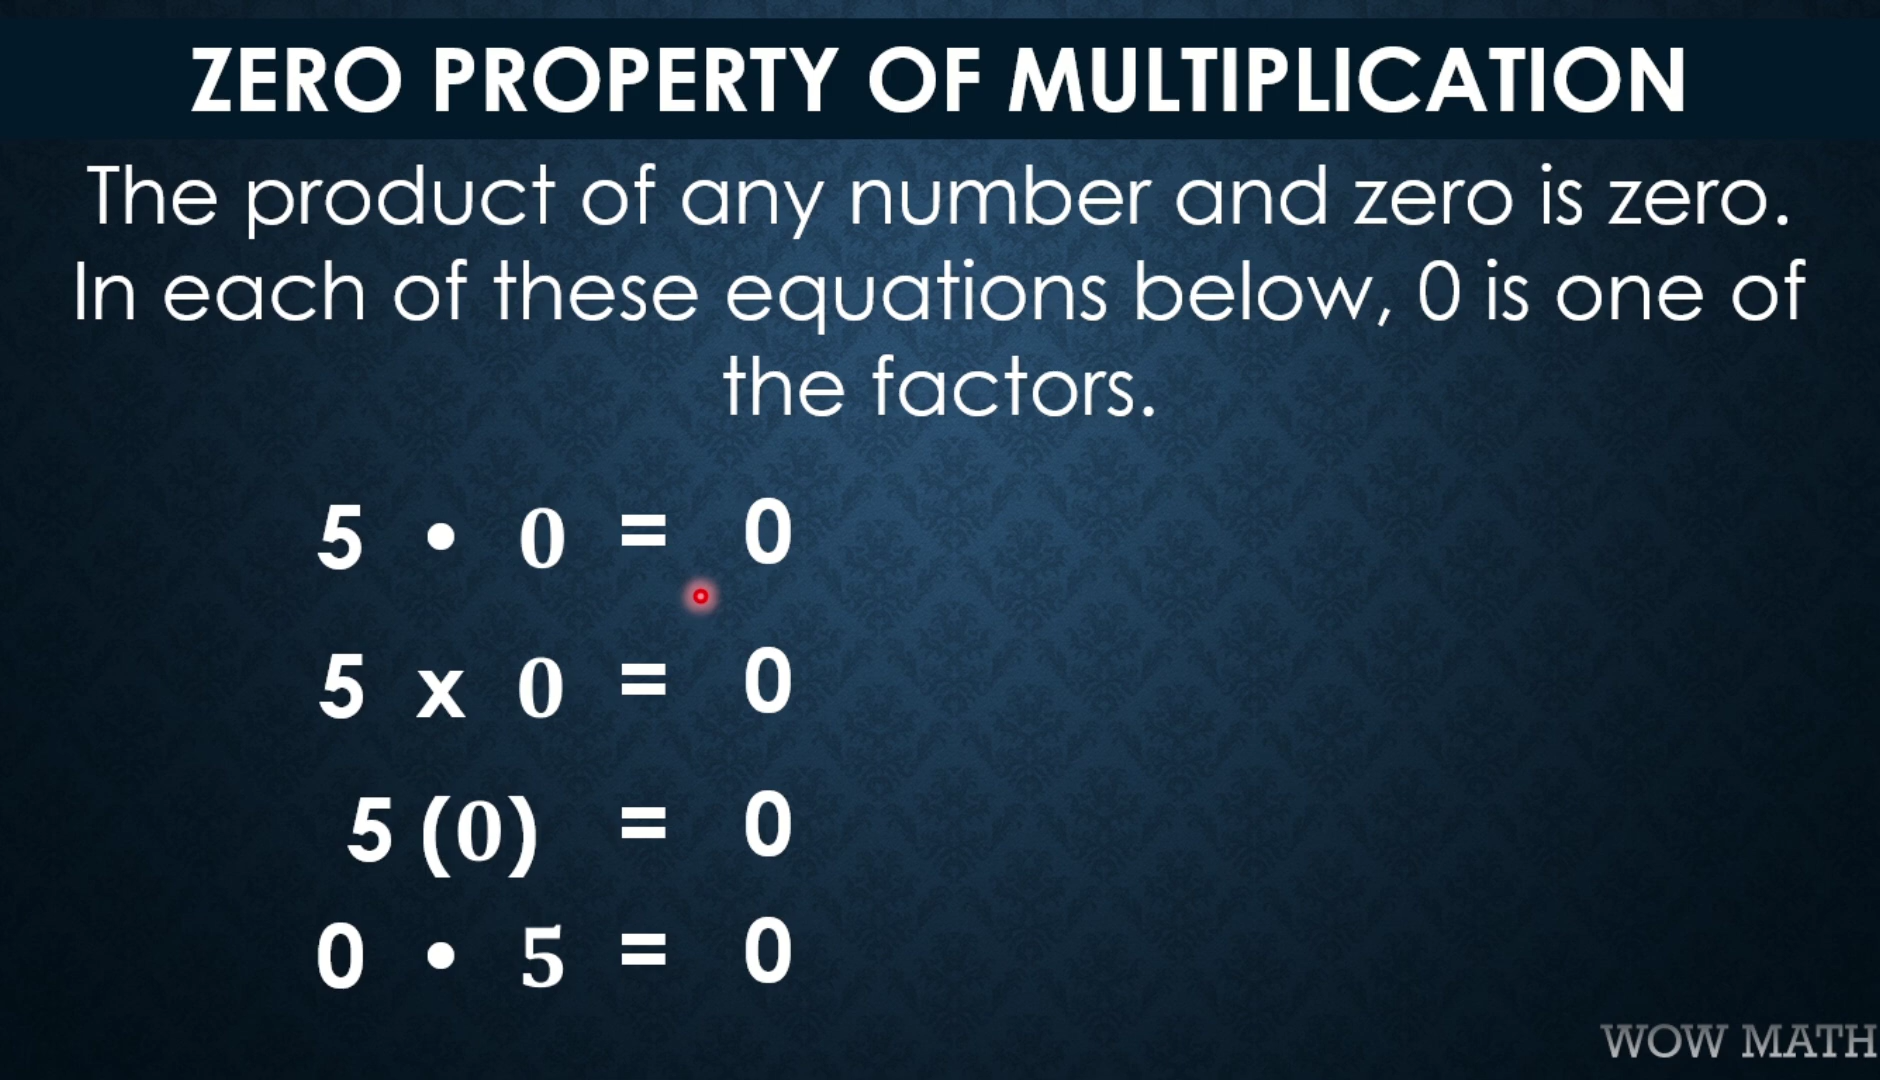 ZERO PROPERTY OF MULTIPLICATION
The product of any number and zero is zero.
In each of these equations below, 0 is one of
the factors.
5 • 0 = 0
5 x 0 = 0
5 (0) = 0
0 • 5 = 0
WOW MATH